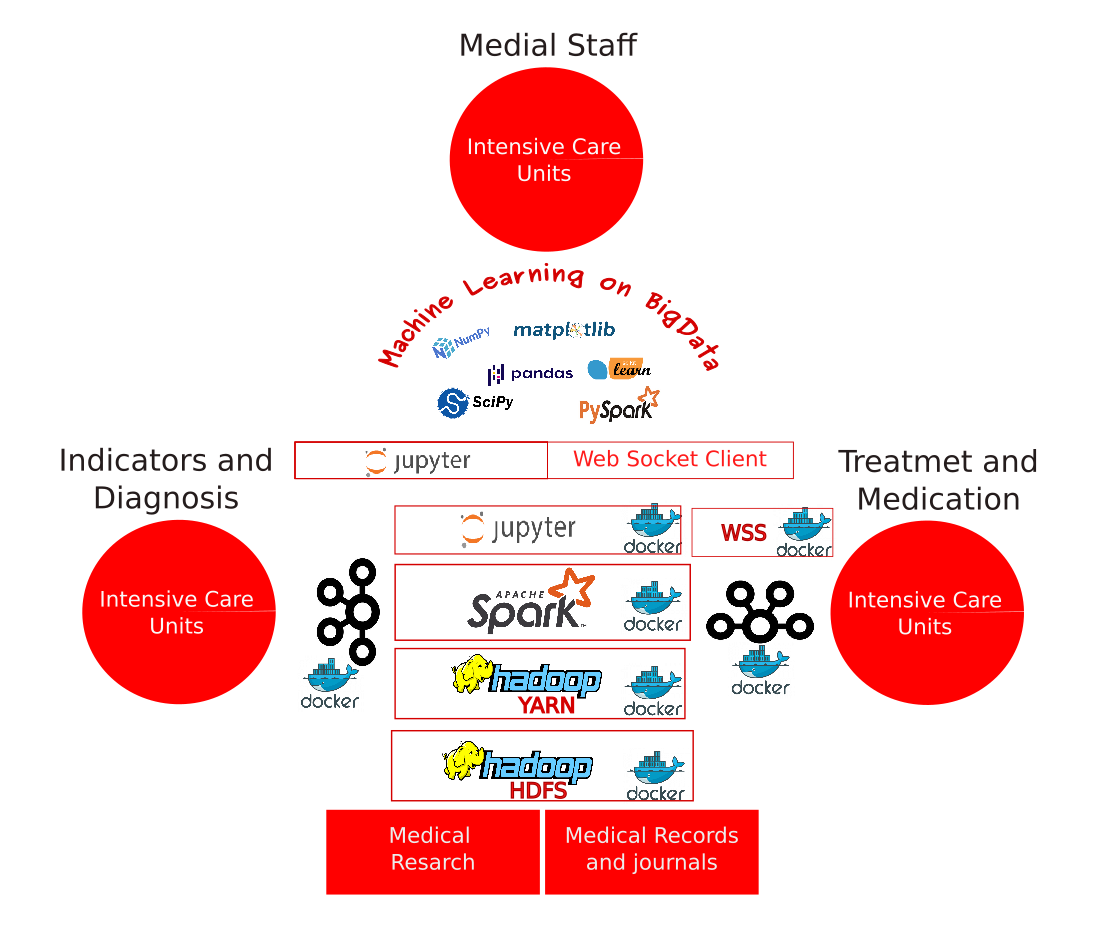 Medial Staff
Intensive Care
Units
Machine Learning on BigData
NumPy
matplotlib
pandas
learn
SciPy
PySpark
Indicators and
Diagnosis
jupyter
Web Socket Client
Treatmet and
Medication
jupyter
docker
WSS
docker
Intensive Care
Units
APACHE
Spark
docker
Intensive Care
Units
docker
hadoop
YARN
docker
docker
hadoop
HDFS
docker
Medical
Resarch
Medical Records
and journals